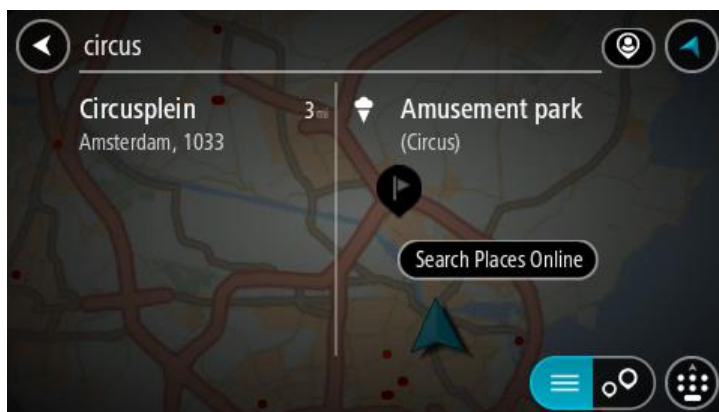 circus
Circusplein
3 mi
Amsterdam, 1033
Amusement park
(Circus)
Search Places Online